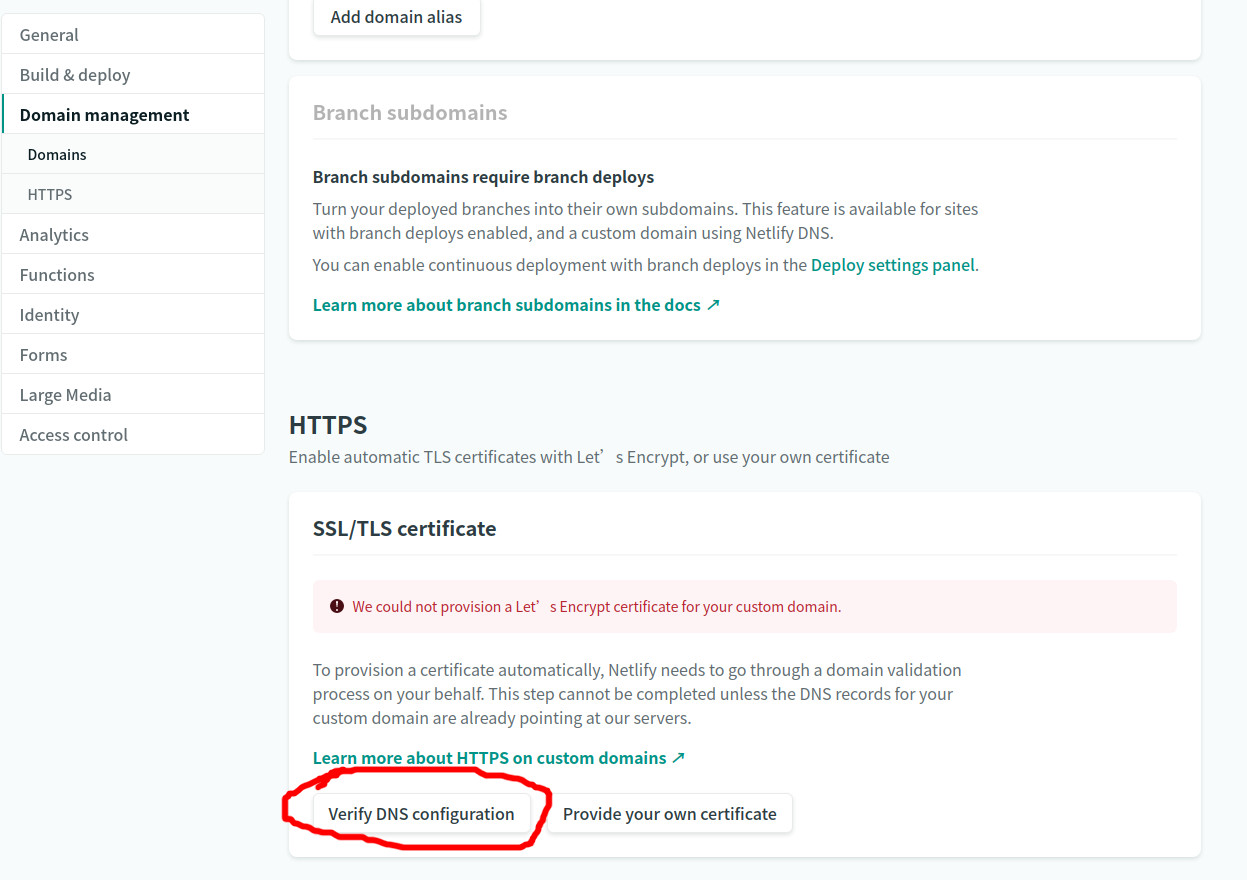 Add domain alias
General
Build & deploy
Domain management
Domains
HTTPS
Analytics
Functions
Identity
Forms
Large Media
Access control
Branch subdomains
Branch subdomains require branch deploys
Turn your deployed branches into their own subdomains. This feature is available for sites
with branch deploys enabled, and a custom domain using Netlify DNS.
You can enable continuous deployment with branch deploys in the Deploy settings panel.
Learn more about branch subdomains in the docs ↗
HTTPS
Enable automatic TLS certificates with Let’s Encrypt, or use your own certificate
SSL/TLS certificate
We could not provision a Let’s Encrypt certificate for your custom domain.
To provision a certificate automatically, Netlify needs to go through a domain validation
process on your behalf. This step cannot be completed unless the DNS records for your
custom domain are already pointing at our servers.
Learn more about HTTPS on custom domains ↗
Verify DNS configuration Provide your own certificate